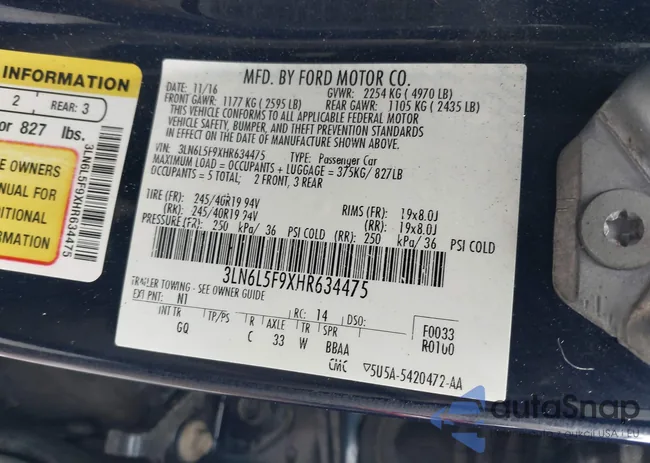 INFORMATION
2 REAR: 3
or 827 lbs.
E OWNERS
NUAL FOR
DITIONAL
ORMATION
3LN6L5F9XHR634475
MFD. BY FORD MOTOR CO.
DATE: 11/16 GVWR: 2254 KG ( 4970 LB)
FRONT GAWR: 1177 KG ( 2595 LB) REAR GAWR: 1105 KG ( 2435 LB)
THIS VEHICLE CONFORMS TO ALL APPLICABLE FEDERAL MOTOR
VEHICLE SAFETY, BUMPER, AND THEFT PREVENTION STANDARDS
IN EFFECT ON THE DATE OF MANUFACTURE SHOWN ABOVE.
VIN: 3LN6L5F9XHR634475 TYPE: Passenger Car
MAXIMUM LOAD = OCCUPANTS + LUGGAGE = 375KG/ 827LB
OCCUPANTS = 5 TOTAL; 2 FRONT, 3 REAR
TIRE (FR): 245/40R19 94V RIMS (FR): 19x8.0J
(RR): 245/40R19 94V (RR): 19x8.0J
PRESSURE (FR): 250 kPa/ 36 PSI COLD (RR): 250 kPa/ 36 PSI COLD
3LN6L5F9XHR634475
TRAILER TOWING - SEE OWNER GUIDE
EXT PNT: N1 RC: 14 DSO: F0033
INT TR TP/PS R AXLE TR SPR R0160
GQ C 33 W BBAA
CMC 5U5A-5420472-AA
autoSnap